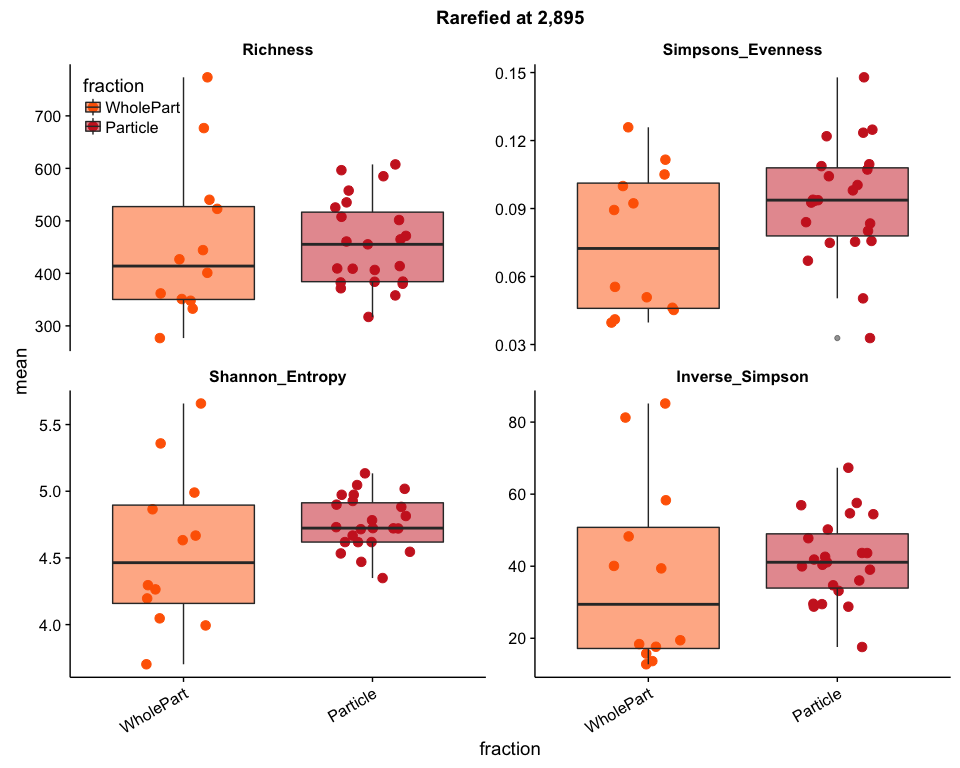 Rarefied at 2,895
Richness
Simpsons_Evenness
fraction
WholePart
Particle
700
600
500
400
300
0.15
0.12
0.09
0.06
0.03
mean
Shannon_Entropy
Inverse_Simpson
5.5
5.0
4.5
4.0
80
60
40
20
WholePart
Particle
WholePart
Particle
fraction